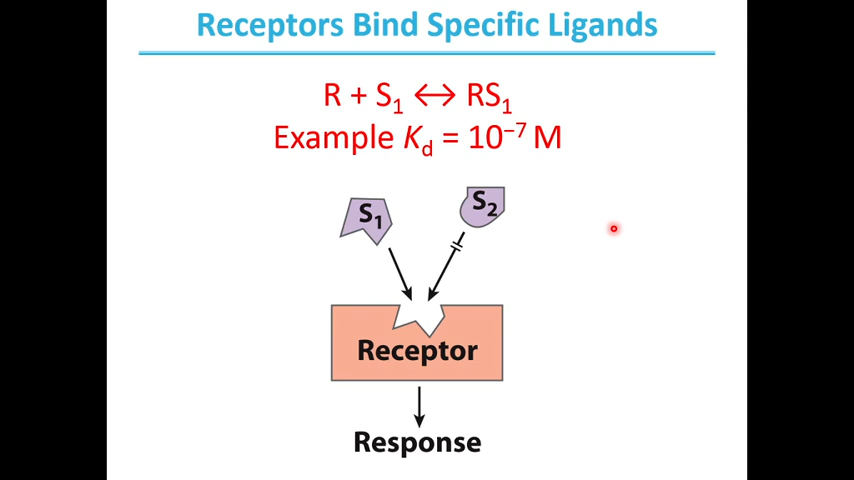 Receptors Bind Specific Ligands
R + S₁ ↔ RS₁
Example Kd = 10⁻⁷ M
S₁
S₂
Receptor
Response